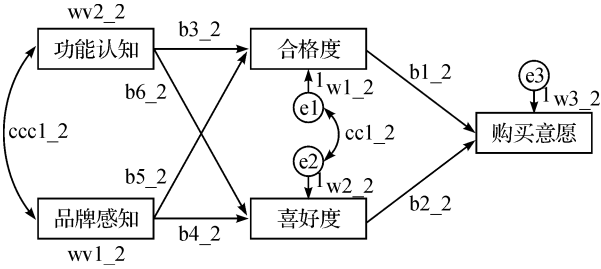 wv2_2
b3_2
功能认知
合格度
b1_2
e3
b6_2
1
w1_2
1
w3_2
e1
ccc1_2
cc1_2
购买意愿
e2
b5_2
1
w2_2
b2_2
品牌感知
喜好度
b4_2
wv1_2